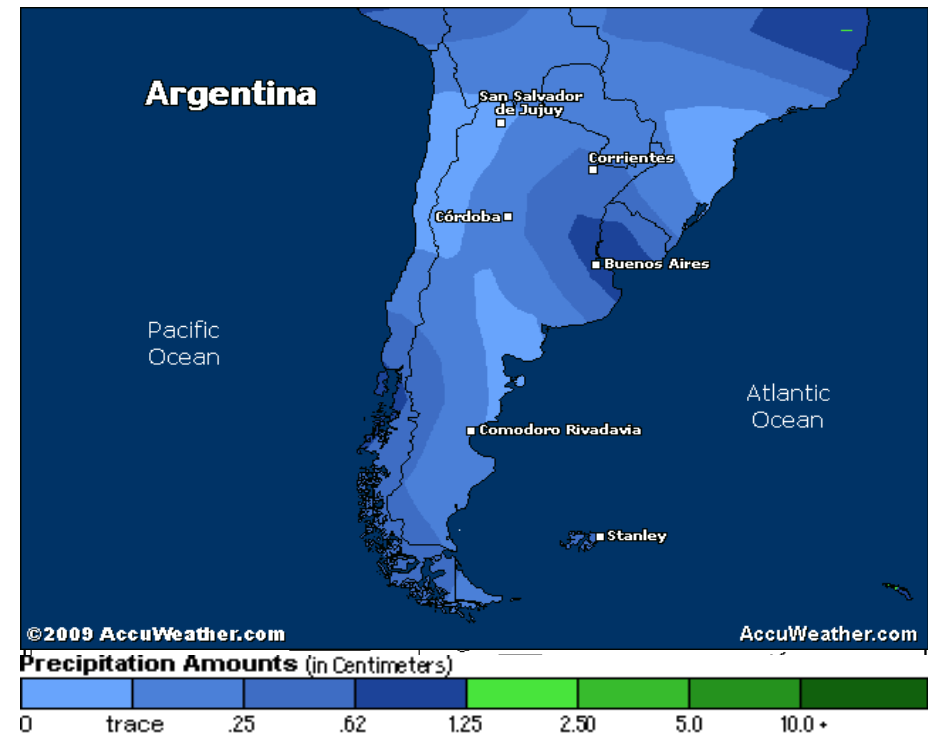 Argentina
San Salvador
de Jujuy
Corrientes
Córdoba
Buenos Aires
Pacific
Ocean
Atlantic
Ocean
Comodoro Rivadavia
Stanley
©2009 AccuWeather.com
AccuWeather.com
Precipitation Amounts (in Centimeters)
0 trace .25 .62 1.25 2.50 5.0 10.0 +